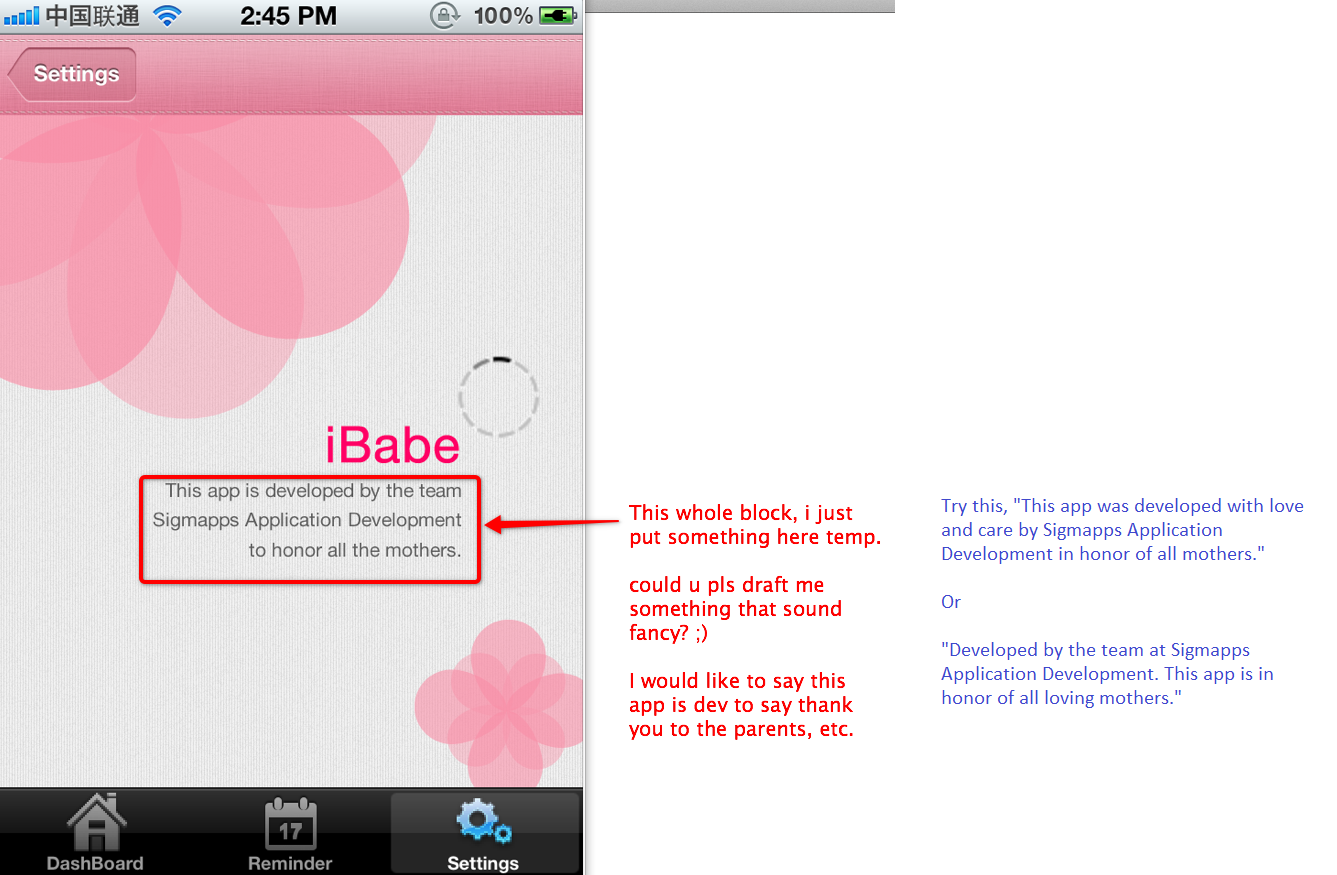 中国联通 2:45 PM 100%
Settings
iBabe
This app is developed by the team
Sigmapps Application Development
to honor all the mothers.
This whole block, i just
put something here temp.
could u pls draft me
something that sound
fancy? ;)
I would like to say this
app is dev to say thank
you to the parents, etc.
Try this, "This app was developed with love
and care by Sigmapps Application
Development in honor of all mothers."
Or
"Developed by the team at Sigmapps
Application Development. This app is in
honor of all loving mothers."
17
DashBoard Reminder Settings